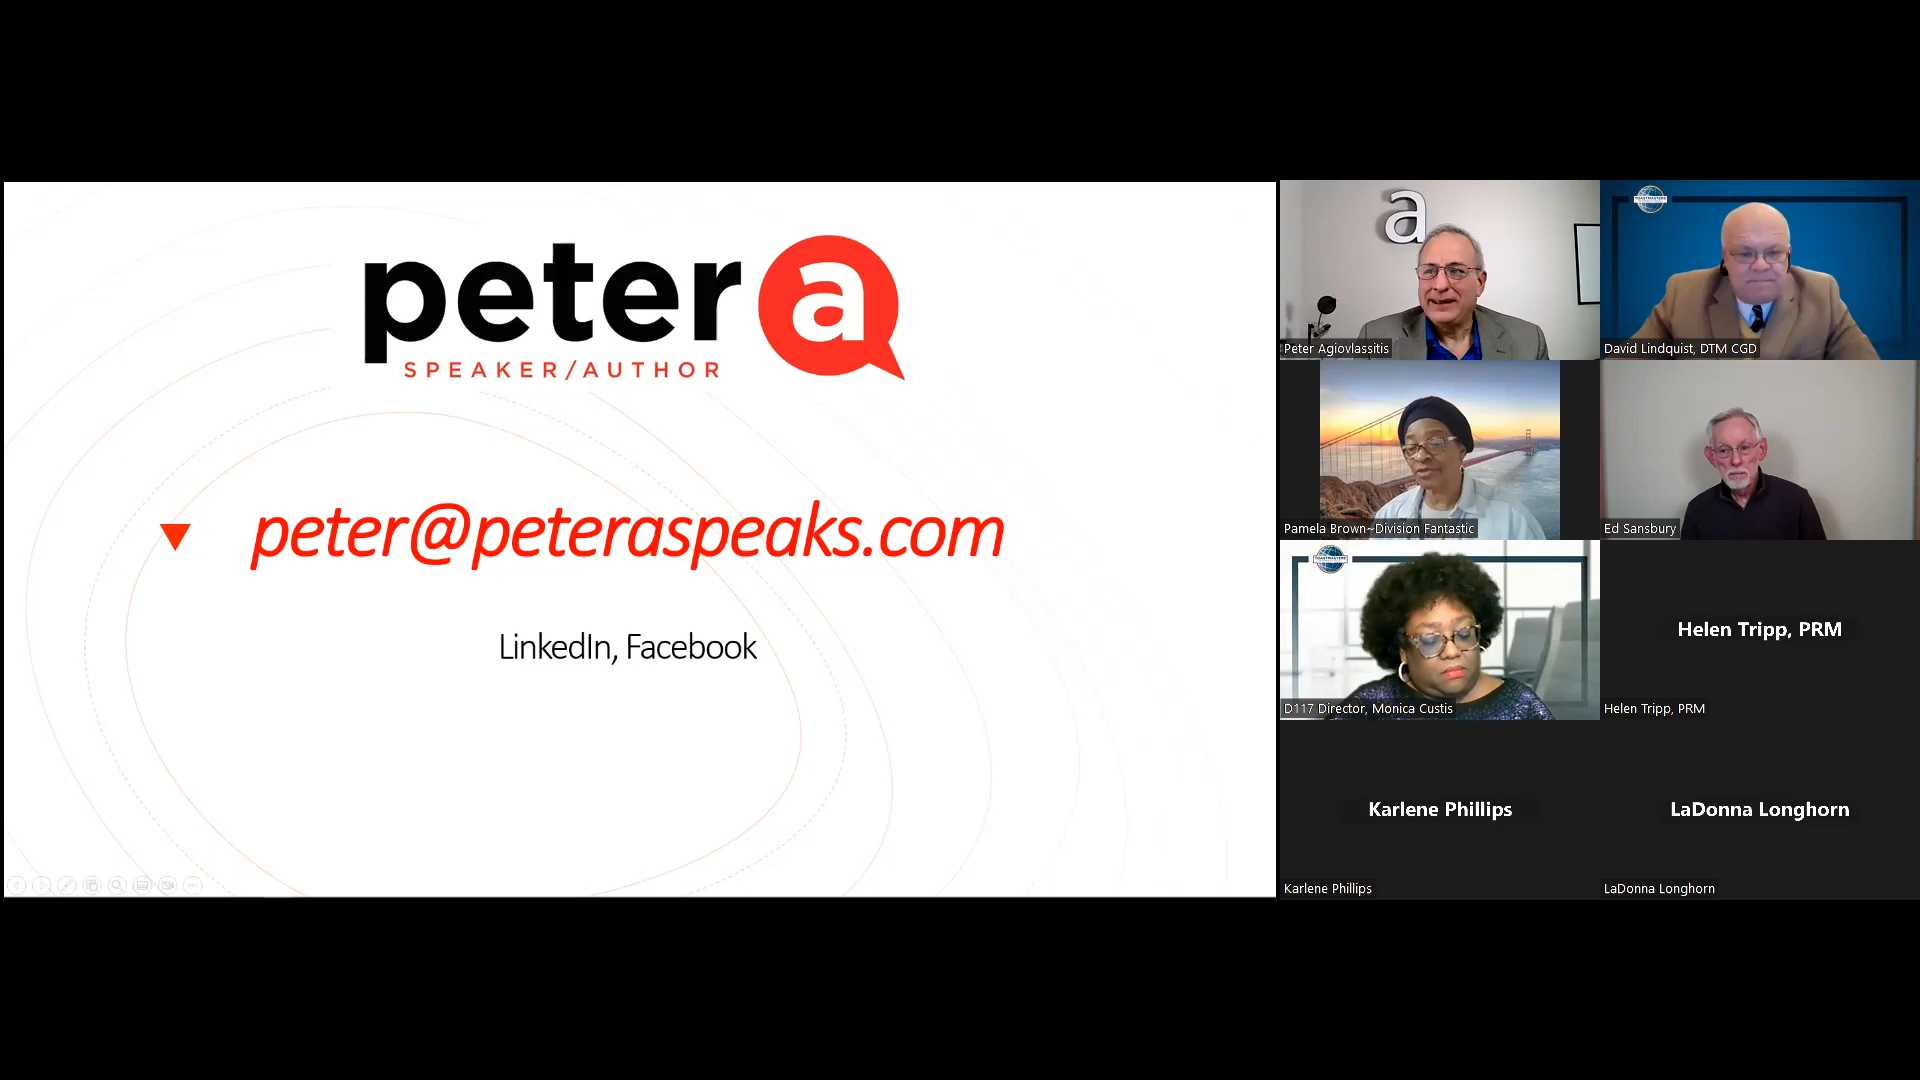 peter a
SPEAKER/AUTHOR
peter@peteraspeaks.com
LinkedIn, Facebook
a
Peter Agiovlassitis
TOASTMASTERS
David Lindquist, DTM CGD
Pamela Brown~Division Fantastic
Ed Sansbury
TOASTMASTERS
D117 Director, Monica Custis
Helen Tripp, PRM
Helen Tripp, PRM
Karlene Phillips
Karlene Phillips
LaDonna Longhorn
LaDonna Longhorn